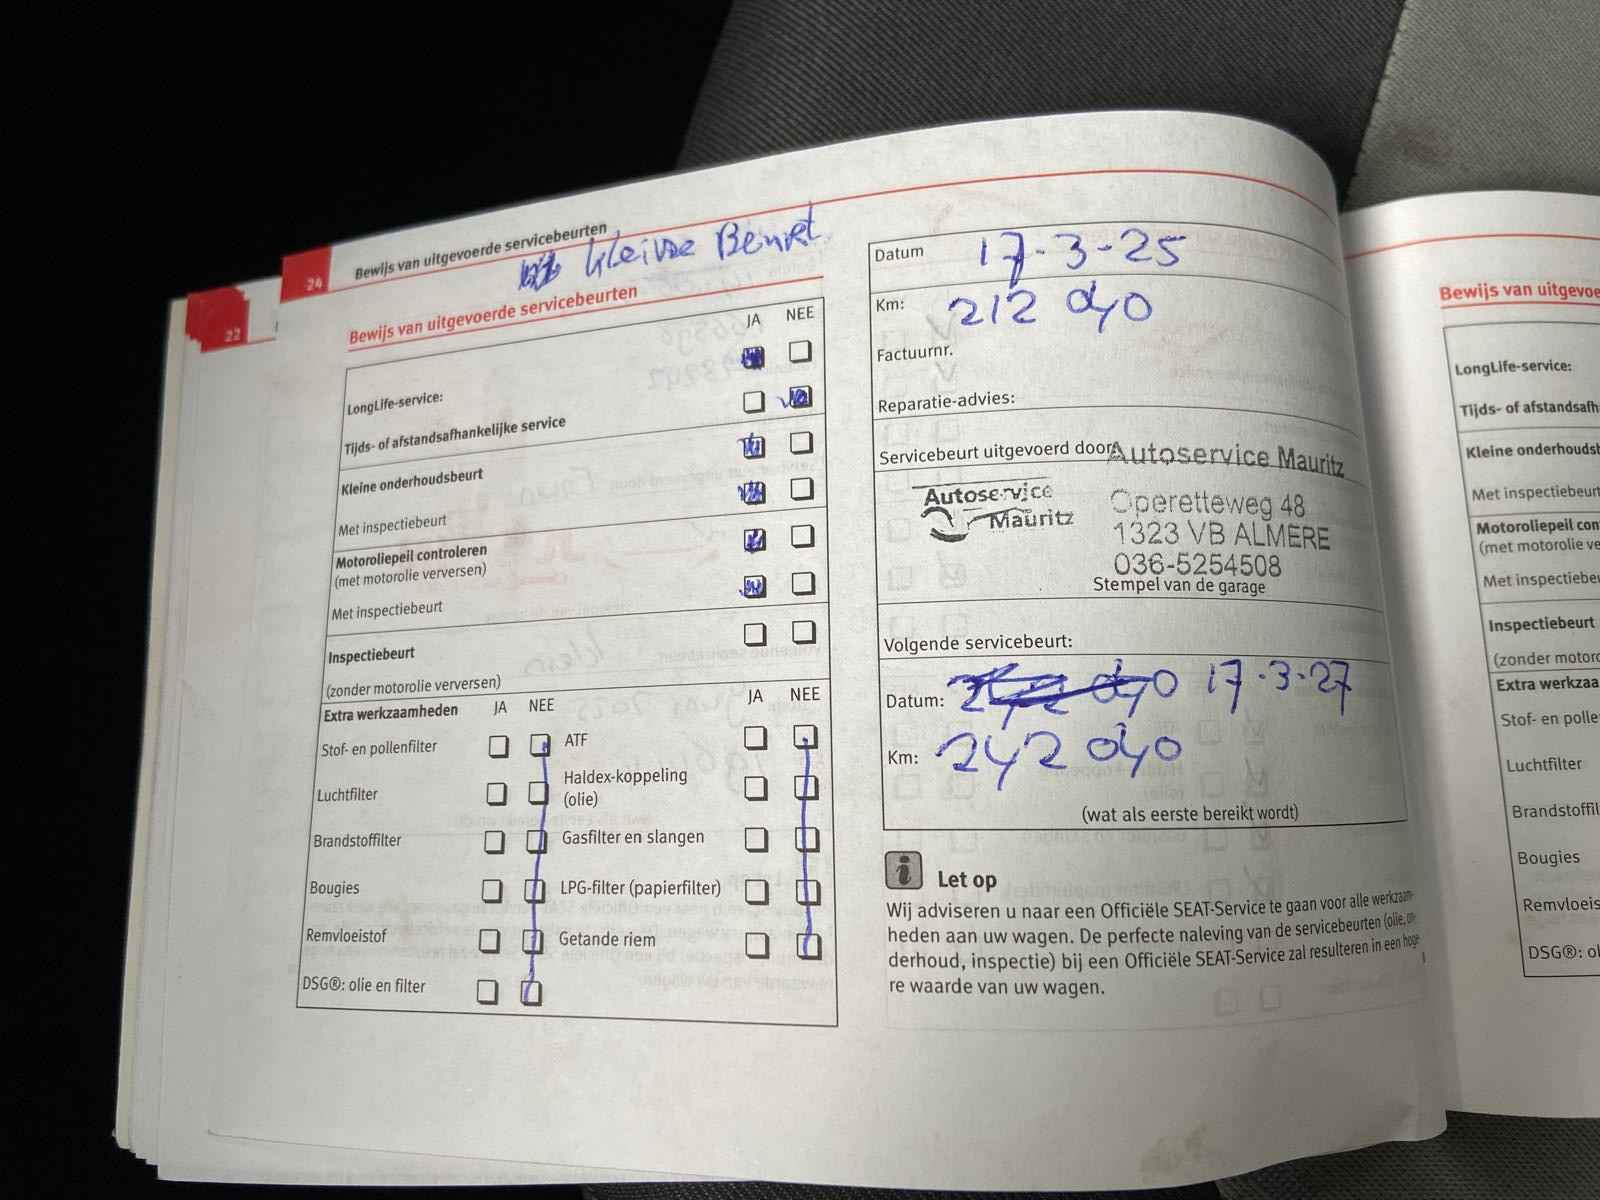 24
Bewijs van uitgevoerde servicebeurten
kleine Beurt
22
Bewijs van uitgevoerde servicebeurten
JA NEE
LongLife-service:
Tijds- of afstandsafhankelijke service
Kleine onderhoudsbeurt
Met inspectiebeurt
Motoroliepeil controleren
(met motorolie verversen)
Met inspectiebeurt
Inspectiebeurt
(zonder motorolie verversen)
Extra werkzaamheden JA NEE JA NEE
Stof- en pollenfilter ATF
Luchtfilter Haldex-koppeling
(olie)
Brandstoffilter Gasfilter en slangen
Bougies LPG-filter (papierfilter)
Remvloeistof Getande riem
DSG®: olie en filter
Datum 17-3-25
Km: 212 040
Factuurnr.
Reparatie-advies:
Servicebeurt uitgevoerd door
Autoservice Mauritz
Autoservice
Mauritz
Operetteweg 48
1323 VB ALMERE
036-5254508
Stempel van de garage
Volgende servicebeurt:
Datum: 17-3-27
Km: 242 040
(wat als eerste bereikt wordt)
Let op
Wij adviseren u naar een Officiële SEAT-Service te gaan voor alle werkzaam-
heden aan uw wagen. De perfecte naleving van de servicebeurten (olie, on-
derhoud, inspectie) bij een Officiële SEAT-Service zal resulteren in een hoge-
re waarde van uw wagen.
Bewijs van uitgevoe
LongLife-service:
Tijds- of afstandsafh
Kleine onderhoudsb
Met inspectiebeurt
Motoroliepeil con
(met motorolie ve
Met inspectiebeu
Inspectiebeurt
(zonder motoro
Extra werkza
Stof- en polle
Luchtfilter
Brandstoffil
Bougies
Remvloeis
DSG®: ol